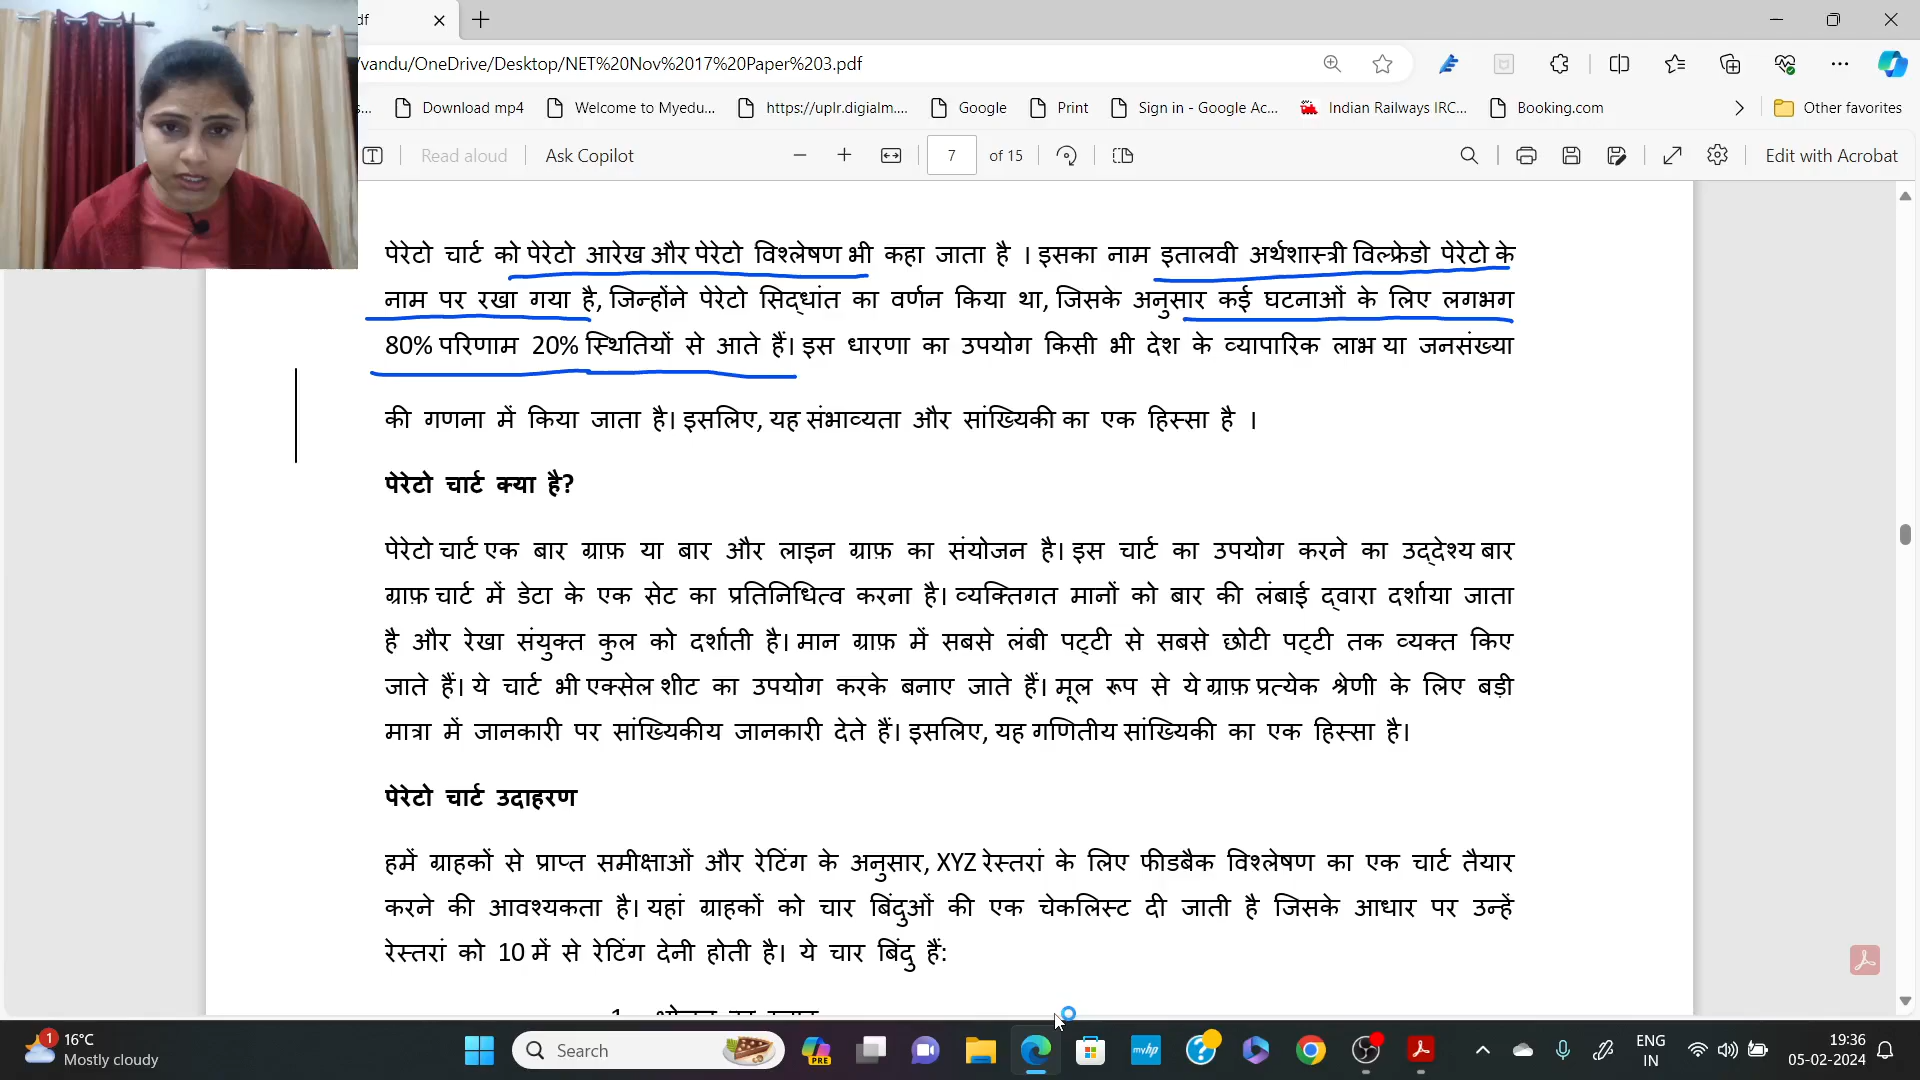 df
/vandu/OneDrive/Desktop/NET%20Nov%2017%20Paper%203.pdf
s... Download mp4 Welcome to Myedu... https://uplr.digialm.... Google Print Sign in - Google Ac... Indian Railways IRC... Booking.com Other favorites
Read aloud Ask Copilot 7 of 15 Edit with Acrobat
पेरेटो चार्ट को पेरेटो आरेख और पेरेटो विश्लेषण भी कहा जाता है । इसका नाम इतालवी अर्थशास्त्री विल्फ्रेडो पेरेटो के
नाम पर रखा गया है, जिन्होंने पेरेटो सिद्धांत का वर्णन किया था, जिसके अनुसार कई घटनाओं के लिए लगभग
80% परिणाम 20% स्थितियों से आते हैं। इस धारणा का उपयोग किसी भी देश के व्यापारिक लाभ या जनसंख्या
की गणना में किया जाता है। इसलिए, यह संभाव्यता और सांख्यिकी का एक हिस्सा है ।
पेरेटो चार्ट क्या है?
पेरेटो चार्ट एक बार ग्राफ़ या बार और लाइन ग्राफ़ का संयोजन है। इस चार्ट का उपयोग करने का उद्देश्य बार
ग्राफ़ चार्ट में डेटा के एक सेट का प्रतिनिधित्व करना है। व्यक्तिगत मानों को बार की लंबाई द्वारा दर्शाया जाता
है और रेखा संयुक्त कुल को दर्शाती है। मान ग्राफ़ में सबसे लंबी पट्टी से सबसे छोटी पट्टी तक व्यक्त किए
जाते हैं। ये चार्ट भी एक्सेल शीट का उपयोग करके बनाए जाते हैं। मूल रूप से ये ग्राफ़ प्रत्येक श्रेणी के लिए बड़ी
मात्रा में जानकारी पर सांख्यिकीय जानकारी देते हैं। इसलिए, यह गणितीय सांख्यिकी का एक हिस्सा है।
पेरेटो चार्ट उदाहरण
हमें ग्राहकों से प्राप्त समीक्षाओं और रेटिंग के अनुसार, XYZ रेस्तरां के लिए फीडबैक विश्लेषण का एक चार्ट तैयार
करने की आवश्यकता है। यहां ग्राहकों को चार बिंदुओं की एक चेकलिस्ट दी जाती है जिसके आधार पर उन्हें
रेस्तरां को 10 में से रेटिंग देनी होती है। ये चार बिंदु हैं:
1
16°C
Mostly cloudy
1
Search
PRE
myhp
ENG
IN
19:36
05-02-2024